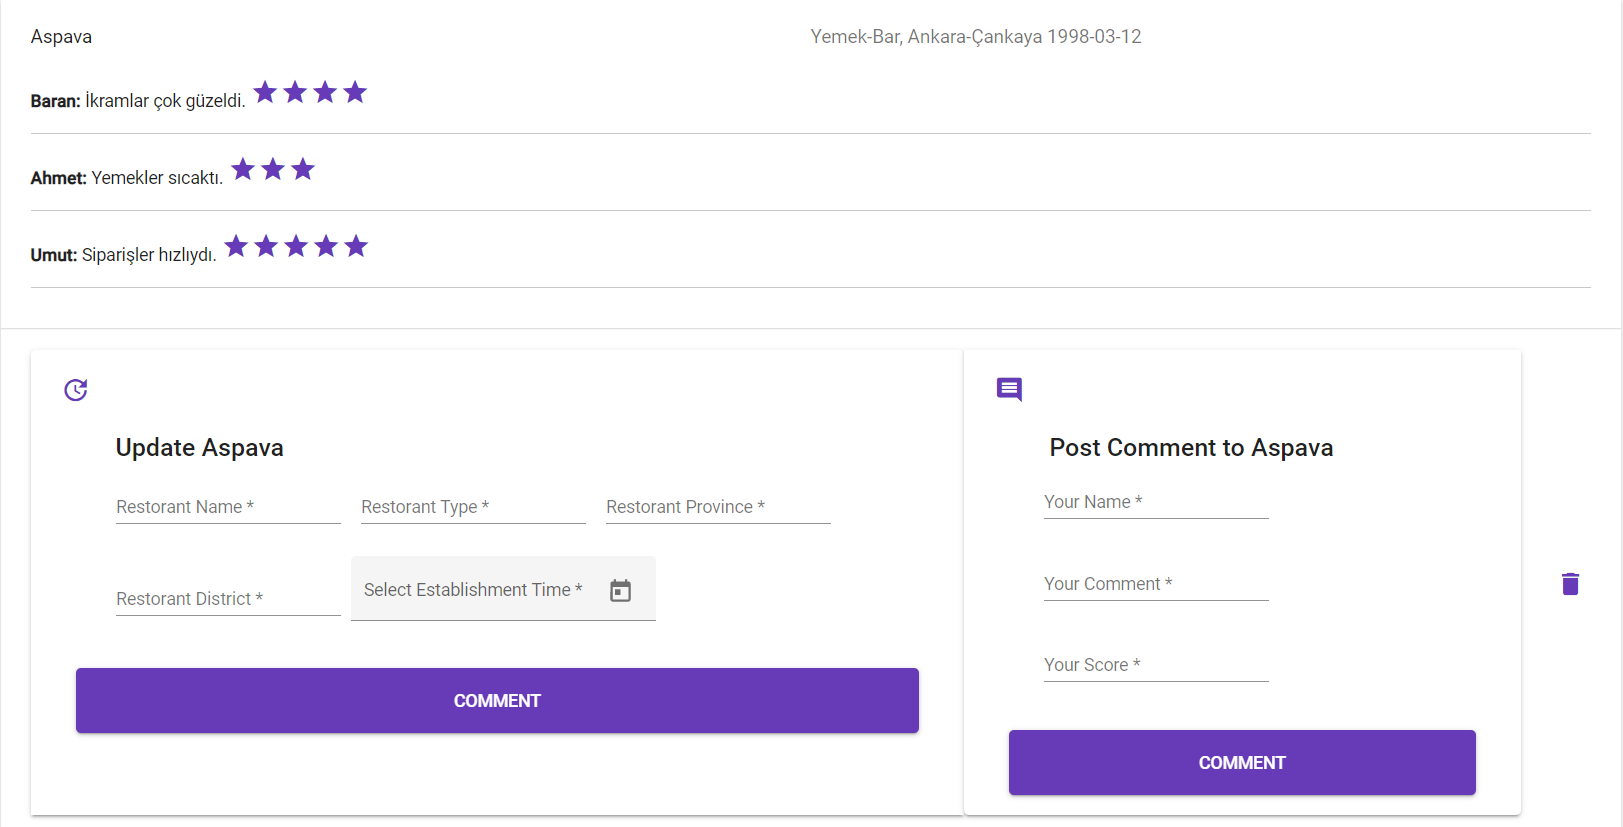 Aspava
Yemek-Bar, Ankara-Çankaya 1998-03-12
Baran: İkramlar çok güzeldi.
Ahmet: Yemekler sıcaktı.
Umut: Siparişler hızlıydı.
Update Aspava
Restorant Name *
Restorant Type *
Restorant Province *
Restorant District *
Select Establishment Time *
COMMENT
Post Comment to Aspava
Your Name *
Your Comment *
Your Score *
COMMENT